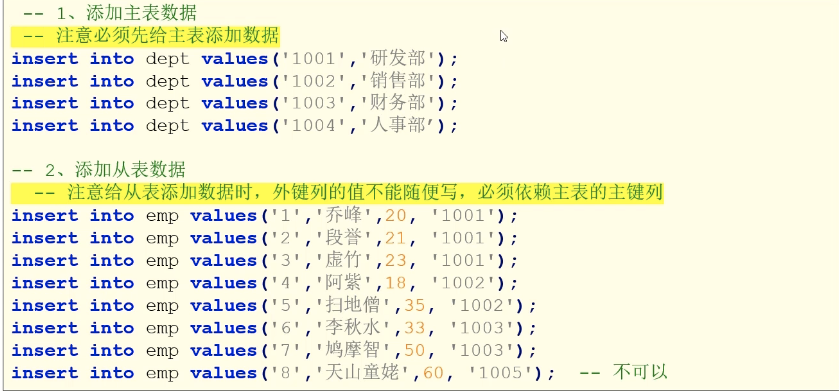 -- 1、添加主表数据
-- 注意必须先给主表添加数据
insert into dept values('1001','研发部');
insert into dept values('1002','销售部');
insert into dept values('1003','财务部');
insert into dept values('1004','人事部’);
-- 2、添加从表数据
-- 注意给从表添加数据时，外键列的值不能随便写，必须依赖主表的主键列
insert into emp values('1','乔峰',20, '1001');
insert into emp values('2','段誉',21, '1001');
insert into emp values('3','虚竹',23, '1001');
insert into emp values('4','阿紫',18, '1002');
insert into emp values('5','扫地僧',35, '1002');
insert into emp values('6','李秋水',33, '1003');
insert into emp values('7','鸠摩智',50, '1003');
insert into emp values('8','天山童姥',60, '1005');  -- 不可以